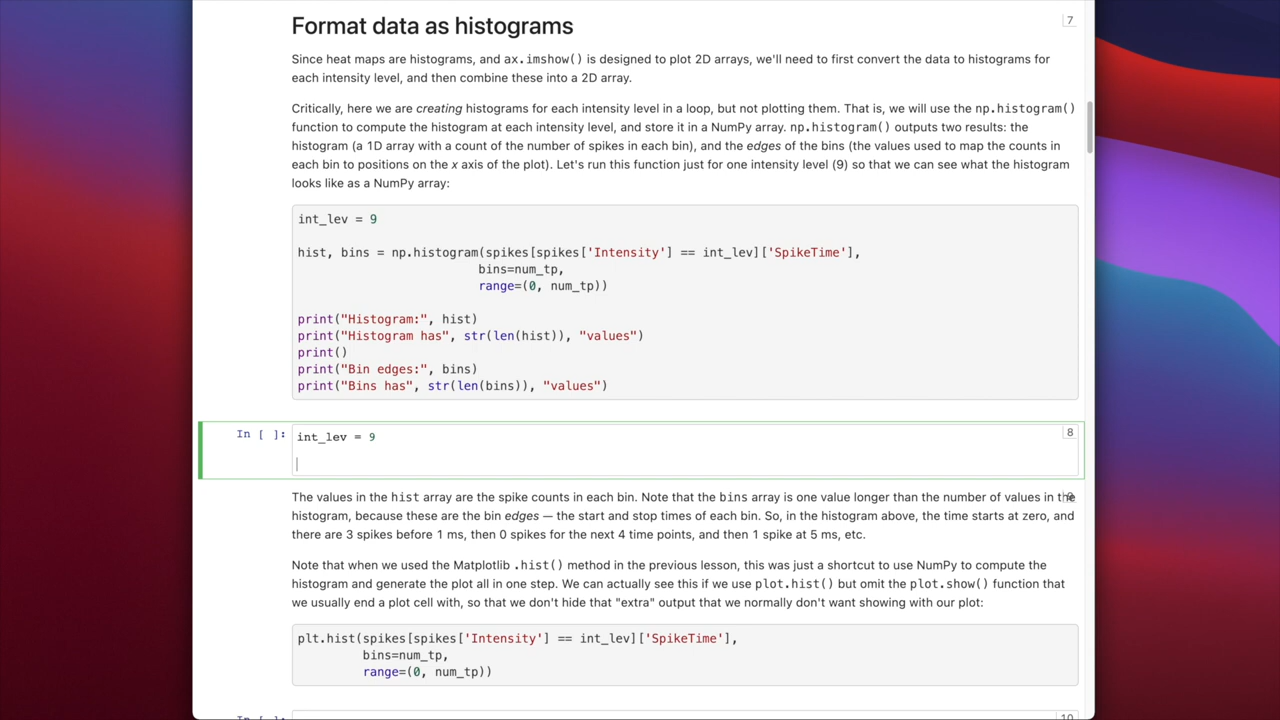 Format data as histograms
7
Since heat maps are histograms, and ax.imshow() is designed to plot 2D arrays, we'll need to first convert the data to histograms for
each intensity level, and then combine these into a 2D array.
Critically, here we are creating histograms for each intensity level in a loop, but not plotting them. That is, we will use the np.histogram()
function to compute the histogram at each intensity level, and store it in a NumPy array. np.histogram() outputs two results: the
histogram (a 1D array with a count of the number of spikes in each bin), and the edges of the bins (the values used to map the counts in
each bin to positions on the x axis of the plot). Let's run this function just for one intensity level (9) so that we can see what the histogram
looks like as a NumPy array:
int_lev = 9
hist, bins = np.histogram(spikes[spikes['Intensity'] == int_lev]['SpikeTime'],
bins=num_tp,
range=(0, num_tp))
print("Histogram:", hist)
print("Histogram has", str(len(hist)), "values")
print()
print("Bin edges:", bins)
print("Bins has", str(len(bins)), "values")
In [ ]: int_lev = 9
8
The values in the hist array are the spike counts in each bin. Note that the bins array is one value longer than the number of values in the
9
histogram, because these are the bin edges — the start and stop times of each bin. So, in the histogram above, the time starts at zero, and
there are 3 spikes before 1 ms, then 0 spikes for the next 4 time points, and then 1 spike at 5 ms, etc.
Note that when we used the Matplotlib .hist() method in the previous lesson, this was just a shortcut to use NumPy to compute the
histogram and generate the plot all in one step. We can actually see this if we use plot.hist() but omit the plot.show() function that
we usually end a plot cell with, so that we don't hide that "extra" output that we normally don't want showing with our plot:
plt.hist(spikes[spikes['Intensity'] == int_lev]['SpikeTime'],
bins=num_tp,
range=(0, num_tp))
In [ ]:
10